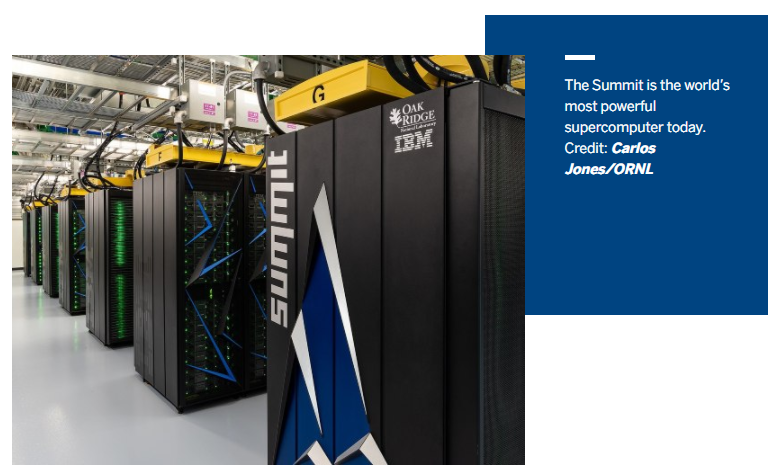 G
F
OAK
RIDGE
National Laboratory
IBM
summit
The Summit is the world's
most powerful
supercomputer today.
Credit: Carlos
Jones/ORNL